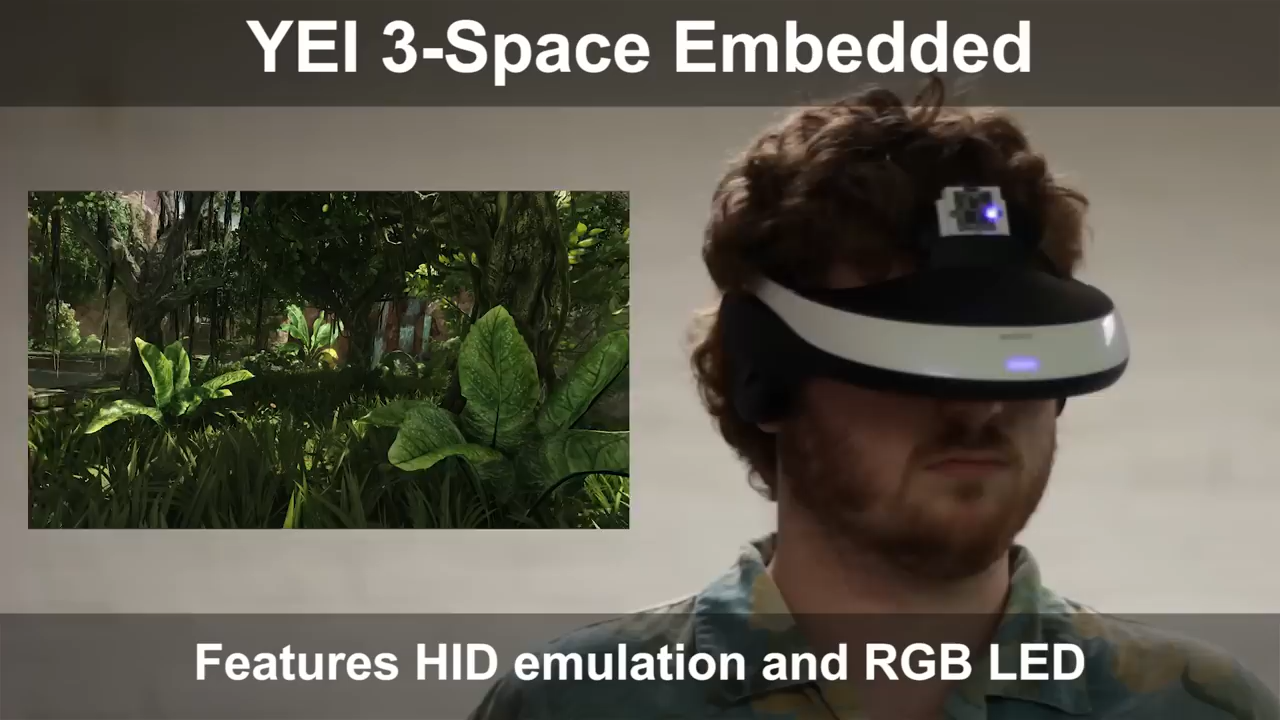 YEI 3-Space Embedded
Features HID emulation and RGB LED